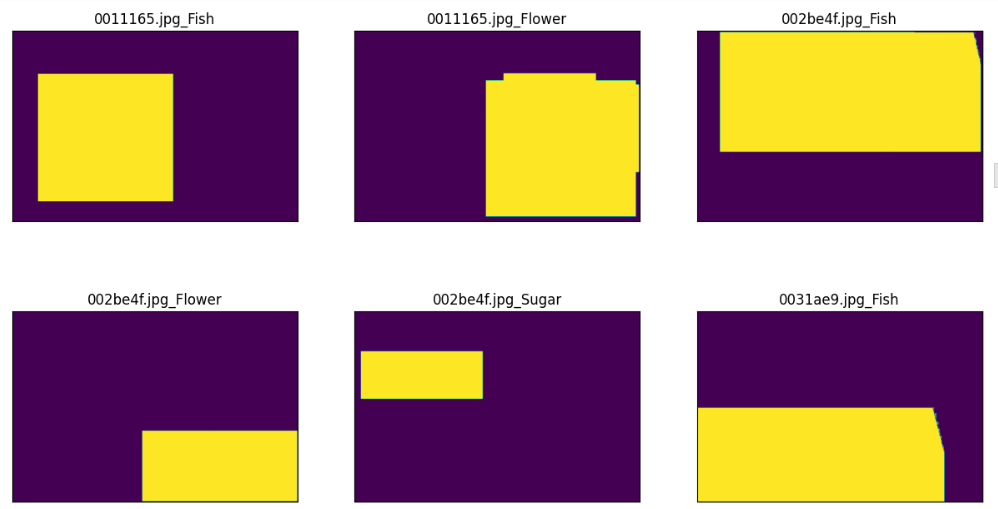 0011165.jpg_Fish
0011165.jpg_Flower
002be4f.jpg_Fish
002be4f.jpg_Flower
002be4f.jpg_Sugar
0031ae9.jpg_Fish